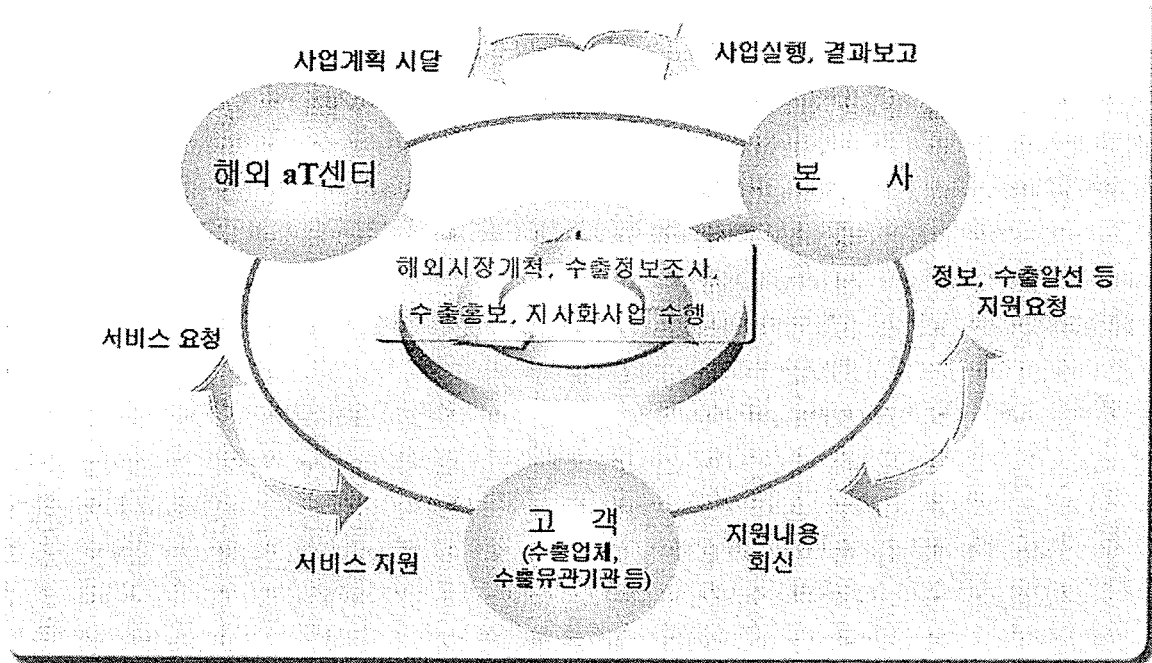 사업계획 시달
사업실행, 결과보고
해외 aT센터
본 사
해외시장개척, 수출정보조사,
수출홍보, 지사화사업 수행
정보, 수출알선 등
지원요청
서비스 요청
고 객
(수출업체,
수출유관기관 등)
서비스 지원
지원내용
회신